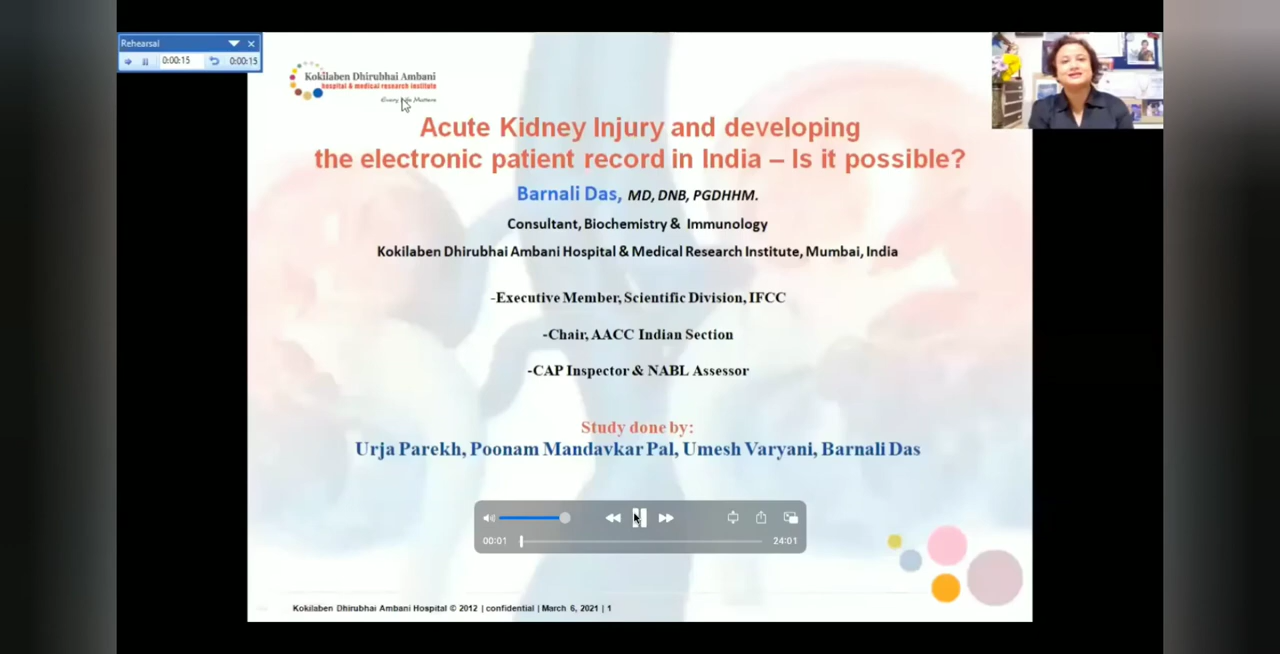 Rehearsal
0:00:15 0:00:15
Kokilaben Dhirubhai Ambani
hospital & medical research institute
Every Life Matters
Acute Kidney Injury and developing
the electronic patient record in India – Is it possible?
Barnali Das, MD, DNB, PGDHHM.
Consultant, Biochemistry & Immunology
Kokilaben Dhirubhai Ambani Hospital & Medical Research Institute, Mumbai, India
-Executive Member, Scientific Division, IFCC
-Chair, AACC Indian Section
-CAP Inspector & NABL Assessor
Study done by:
Urja Parekh, Poonam Mandavkar Pal, Umesh Varyani, Barnali Das
00:01 24:01
Kokilaben Dhirubhai Ambani Hospital © 2012 | confidential | March 6, 2021 | 1